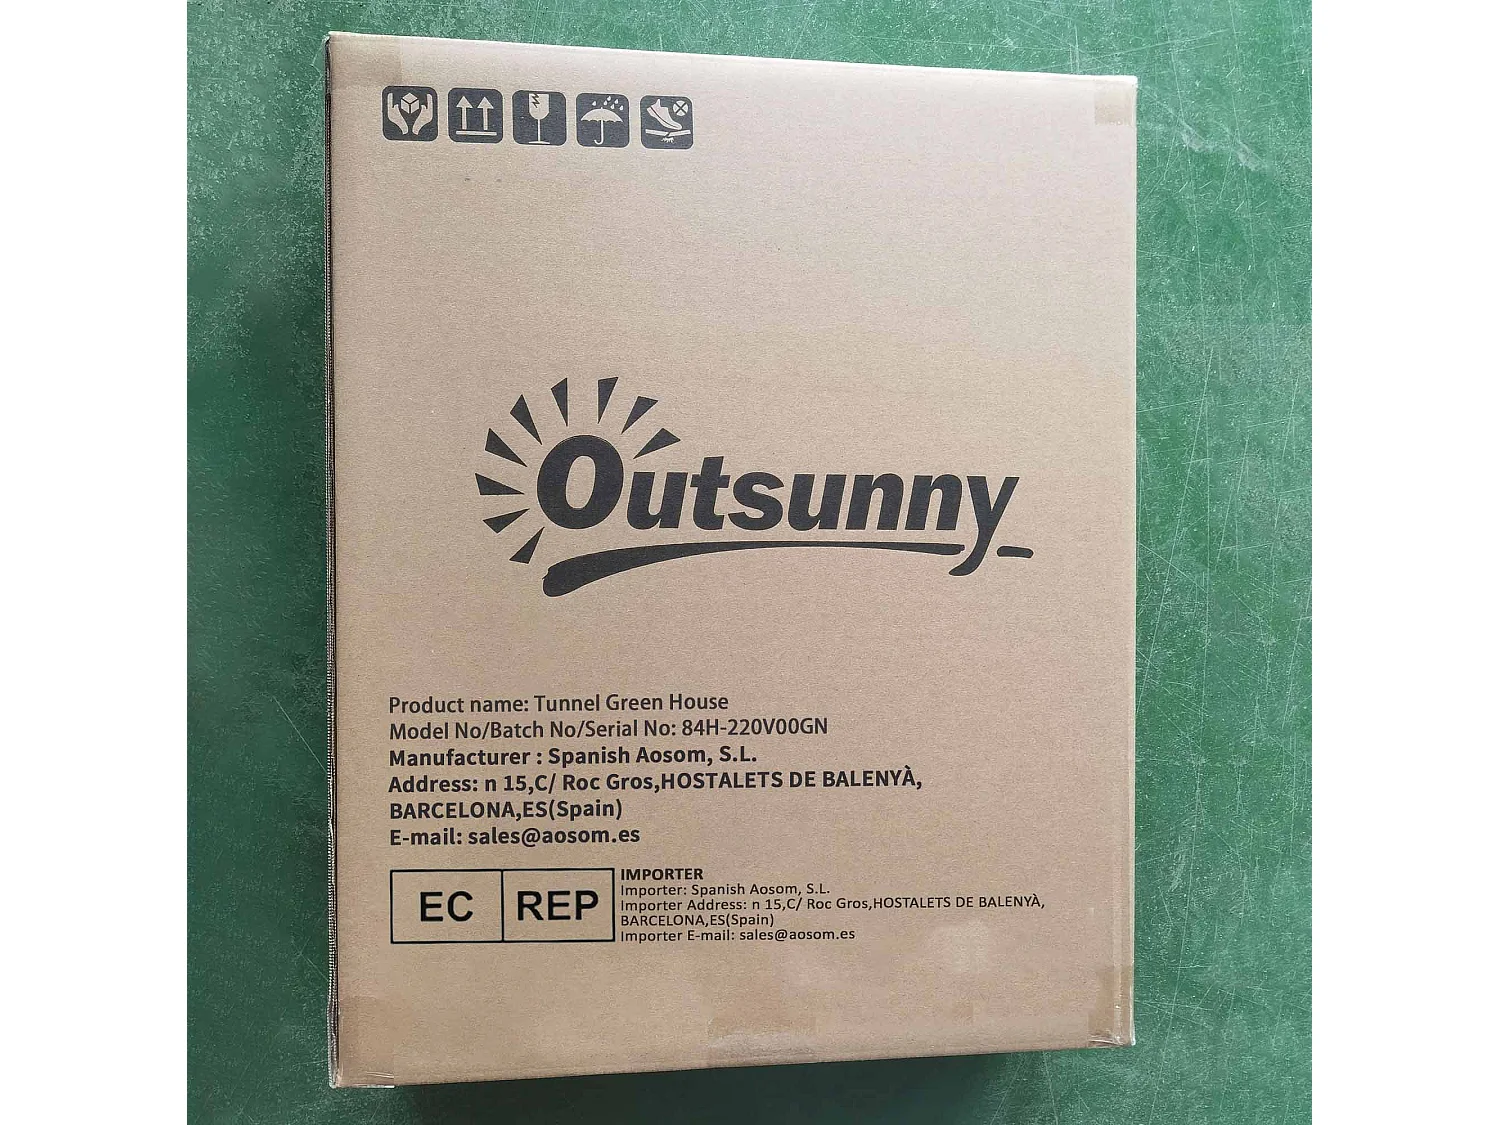 Outsunny
Product name: Tunnel Green House
Model No/Batch No/Serial No: 84H-220V00GN
Manufacturer : Spanish Aosom, S.L.
Address: n 15,C/ Roc Gros,HOSTALETS DE BALENYÀ,
BARCELONA,ES(Spain)
E-mail: sales@aosom.es
EC REP
IMPORTER
Importer: Spanish Aosom, S.L.
Importer Address: n 15,C/ Roc Gros,HOSTALETS DE BALENYÀ,
BARCELONA,ES(Spain)
Importer E-mail: sales@aosom.es